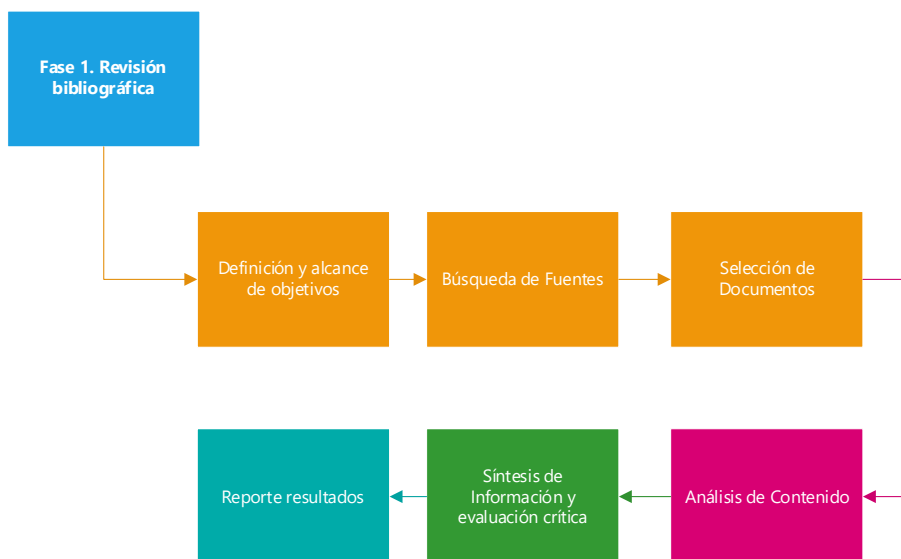 Fase 1. Revisión
bibliográfica
Definición y alcance
de objetivos
Búsqueda de Fuentes
Selección de
Documentos
Reporte resultados
Síntesis de
Información y
evaluación crítica
Análisis de Contenido